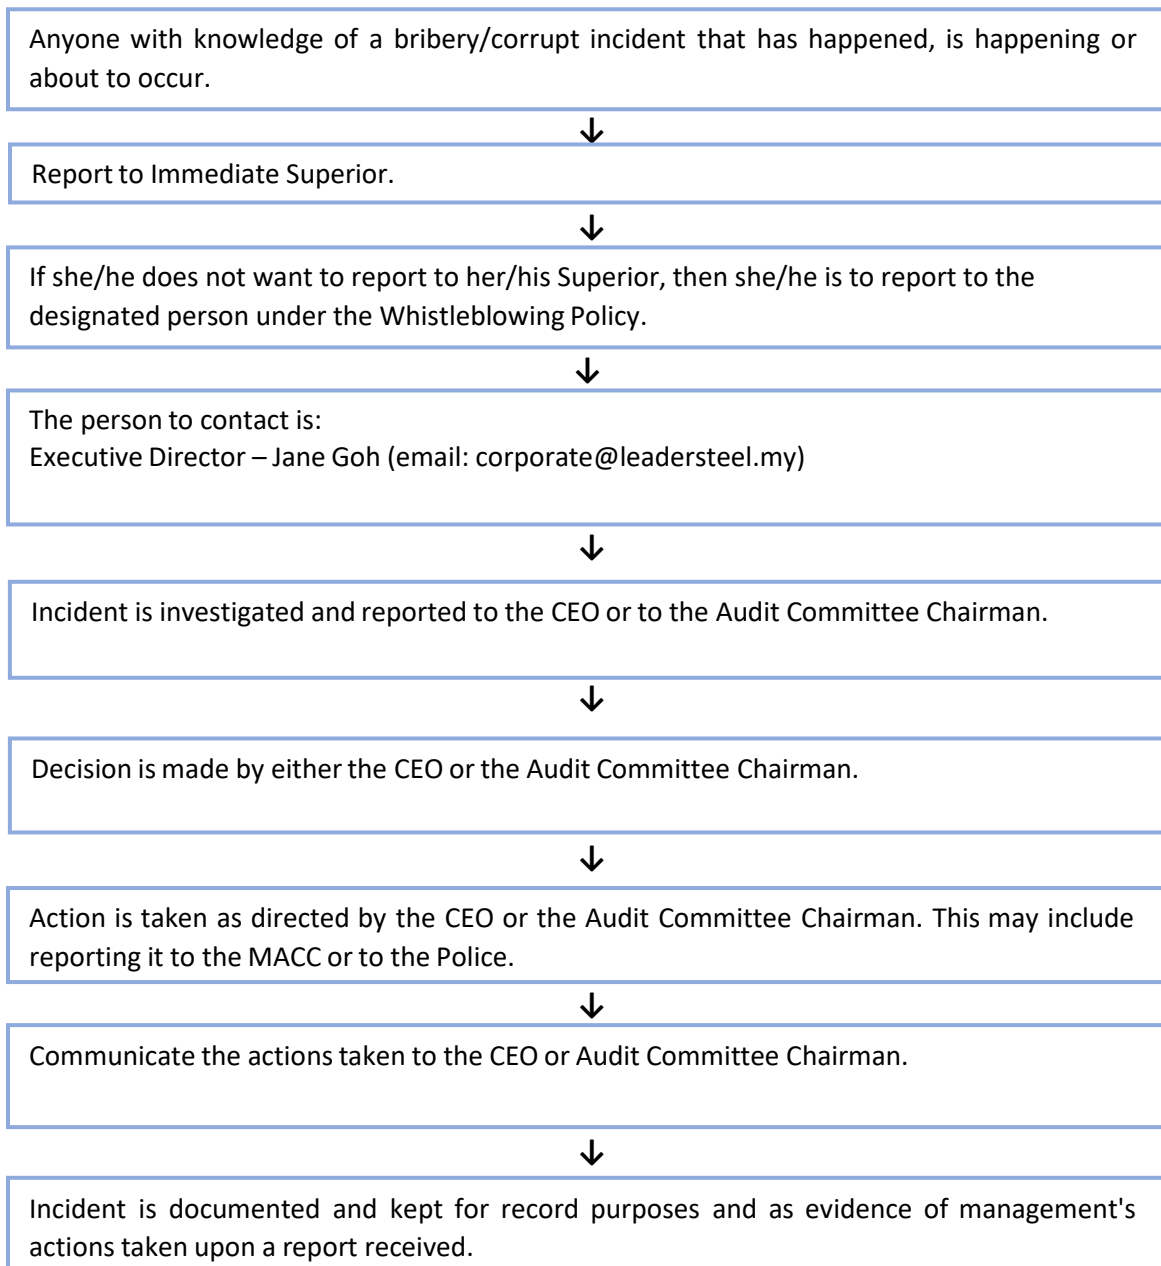 Anyone with knowledge of a bribery/corrupt incident that has happened, is happening or
about to occur.
↓
Report to Immediate Superior.
↓
If she/he does not want to report to her/his Superior, then she/he is to report to the
designated person under the Whistleblowing Policy.
↓
The person to contact is:
Executive Director – Jane Goh (email: corporate@leadersteel.my)
↓
Incident is investigated and reported to the CEO or to the Audit Committee Chairman.
↓
Decision is made by either the CEO or the Audit Committee Chairman.
↓
Action is taken as directed by the CEO or the Audit Committee Chairman. This may include
reporting it to the MACC or to the Police.
↓
Communicate the actions taken to the CEO or Audit Committee Chairman.
↓
Incident is documented and kept for record purposes and as evidence of management's
actions taken upon a report received.